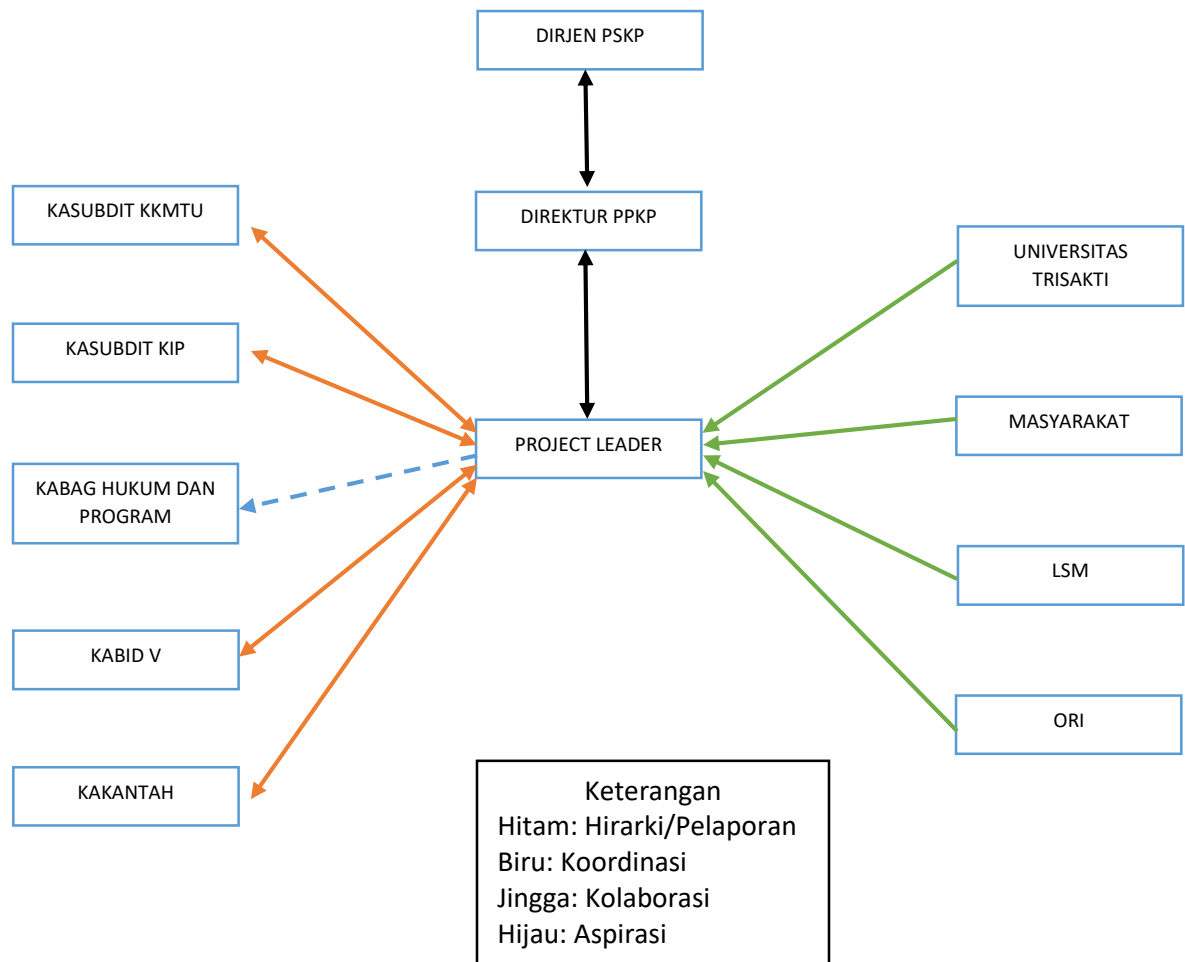 DIRJEN PSKP
KASUBDIT KKMTU
DIREKTUR PPKP
UNIVERSITAS
TRISAKTI
KASUBDIT KIP
MASYARAKAT
PROJECT LEADER
KABAG HUKUM DAN
PROGRAM
LSM
KABID V
ORI
KAKANTAH
Keterangan
Hitam: Hirarki/Pelaporan
Biru: Koordinasi
Jingga: Kolaborasi
Hijau: Aspirasi